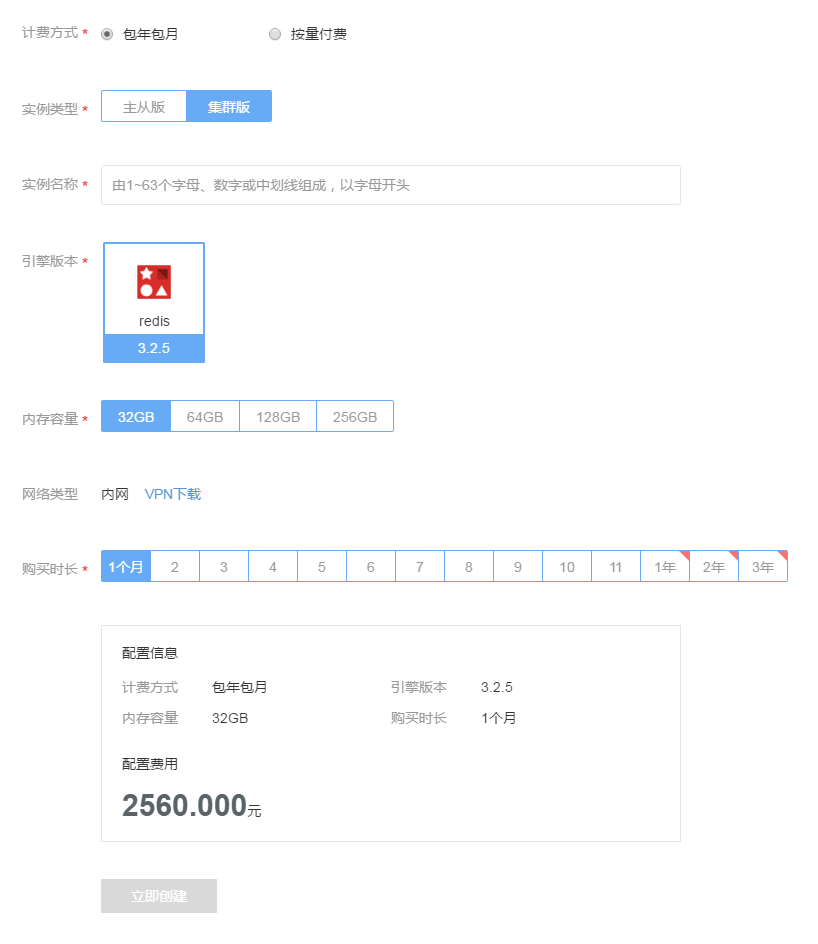 计费方式 * 包年包月 按量付费
实例类型 * 主从版 集群版
实例名称 * 由1~63个字母、数字或中划线组成，以字母开头
引擎版本 *
redis
3.2.5
内存容量 * 32GB 64GB 128GB 256GB
网络类型 内网 VPN下载
购买时长 * 1个月 2 3 4 5 6 7 8 9 10 11 1年 2年 3年
配置信息
计费方式 包年包月 引擎版本 3.2.5
内存容量 32GB 购买时长 1个月
配置费用
2560.000元
立即创建